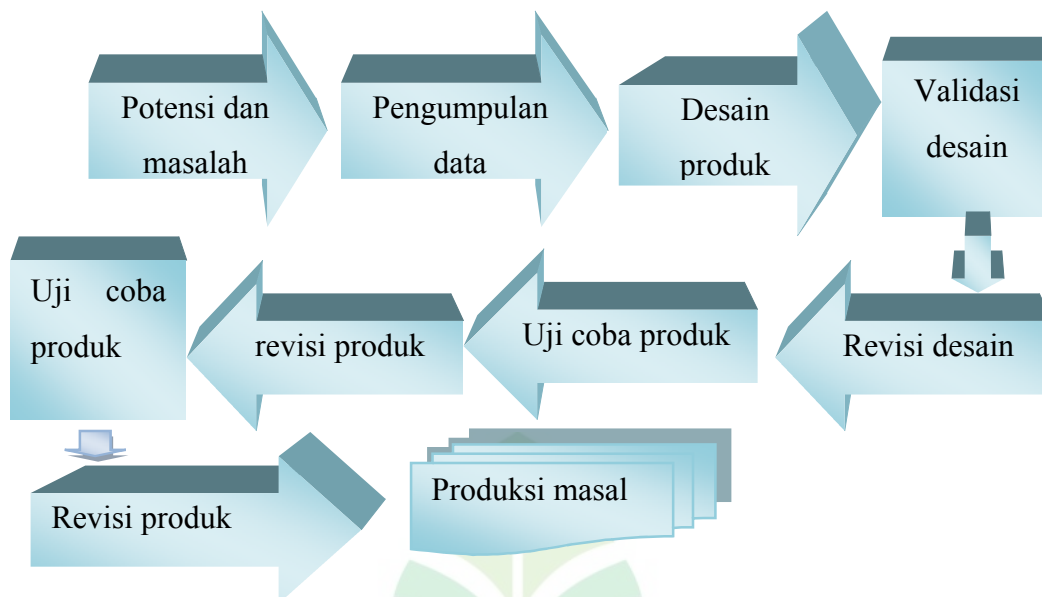 Potensi dan
masalah
Pengumpulan
data
Desain
produk
Validasi
desain
Revisi desain
Uji coba produk
revisi produk
Uji coba
produk
Revisi produk
Produksi masal